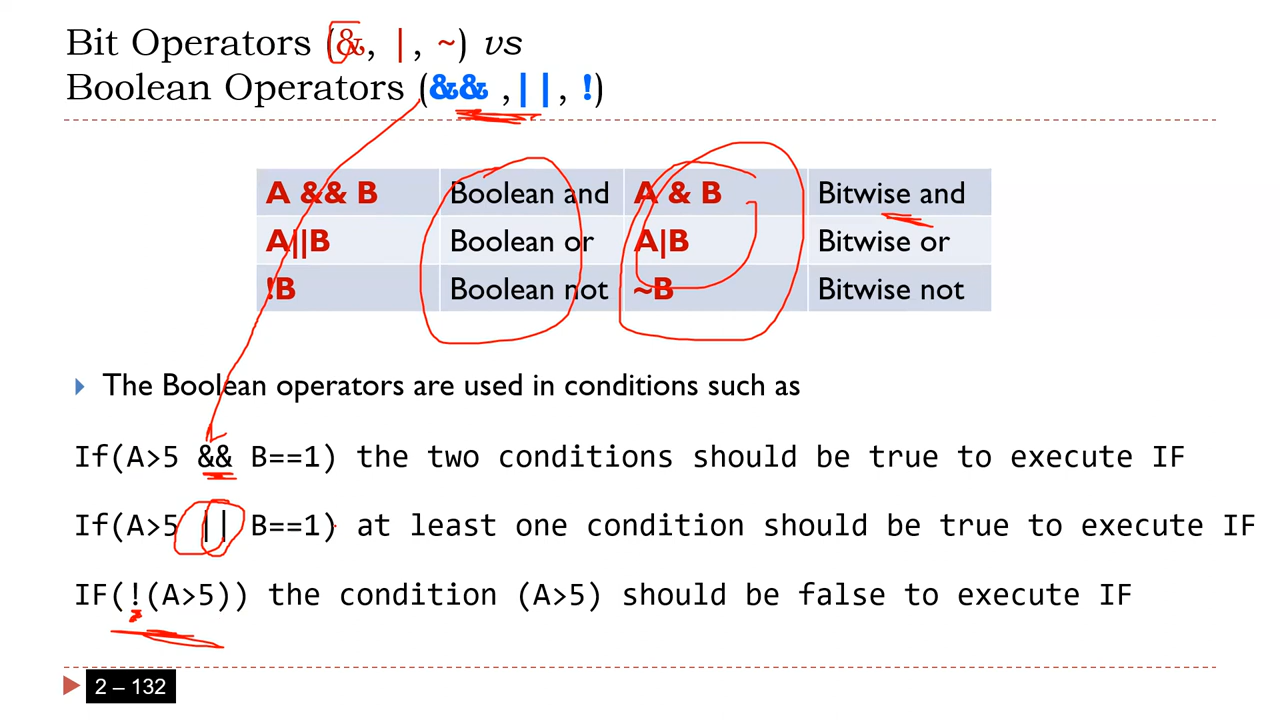 Bit Operators (&, |, ~) vs
Boolean Operators (&& ,||, !)
A && B Boolean and A & B Bitwise and
A||B Boolean or A|B Bitwise or
!B Boolean not ~B Bitwise not
The Boolean operators are used in conditions such as
If(A>5 && B==1) the two conditions should be true to execute IF
If(A>5 || B==1) at least one condition should be true to execute IF
IF(!(A>5)) the condition (A>5) should be false to execute IF
2 – 132